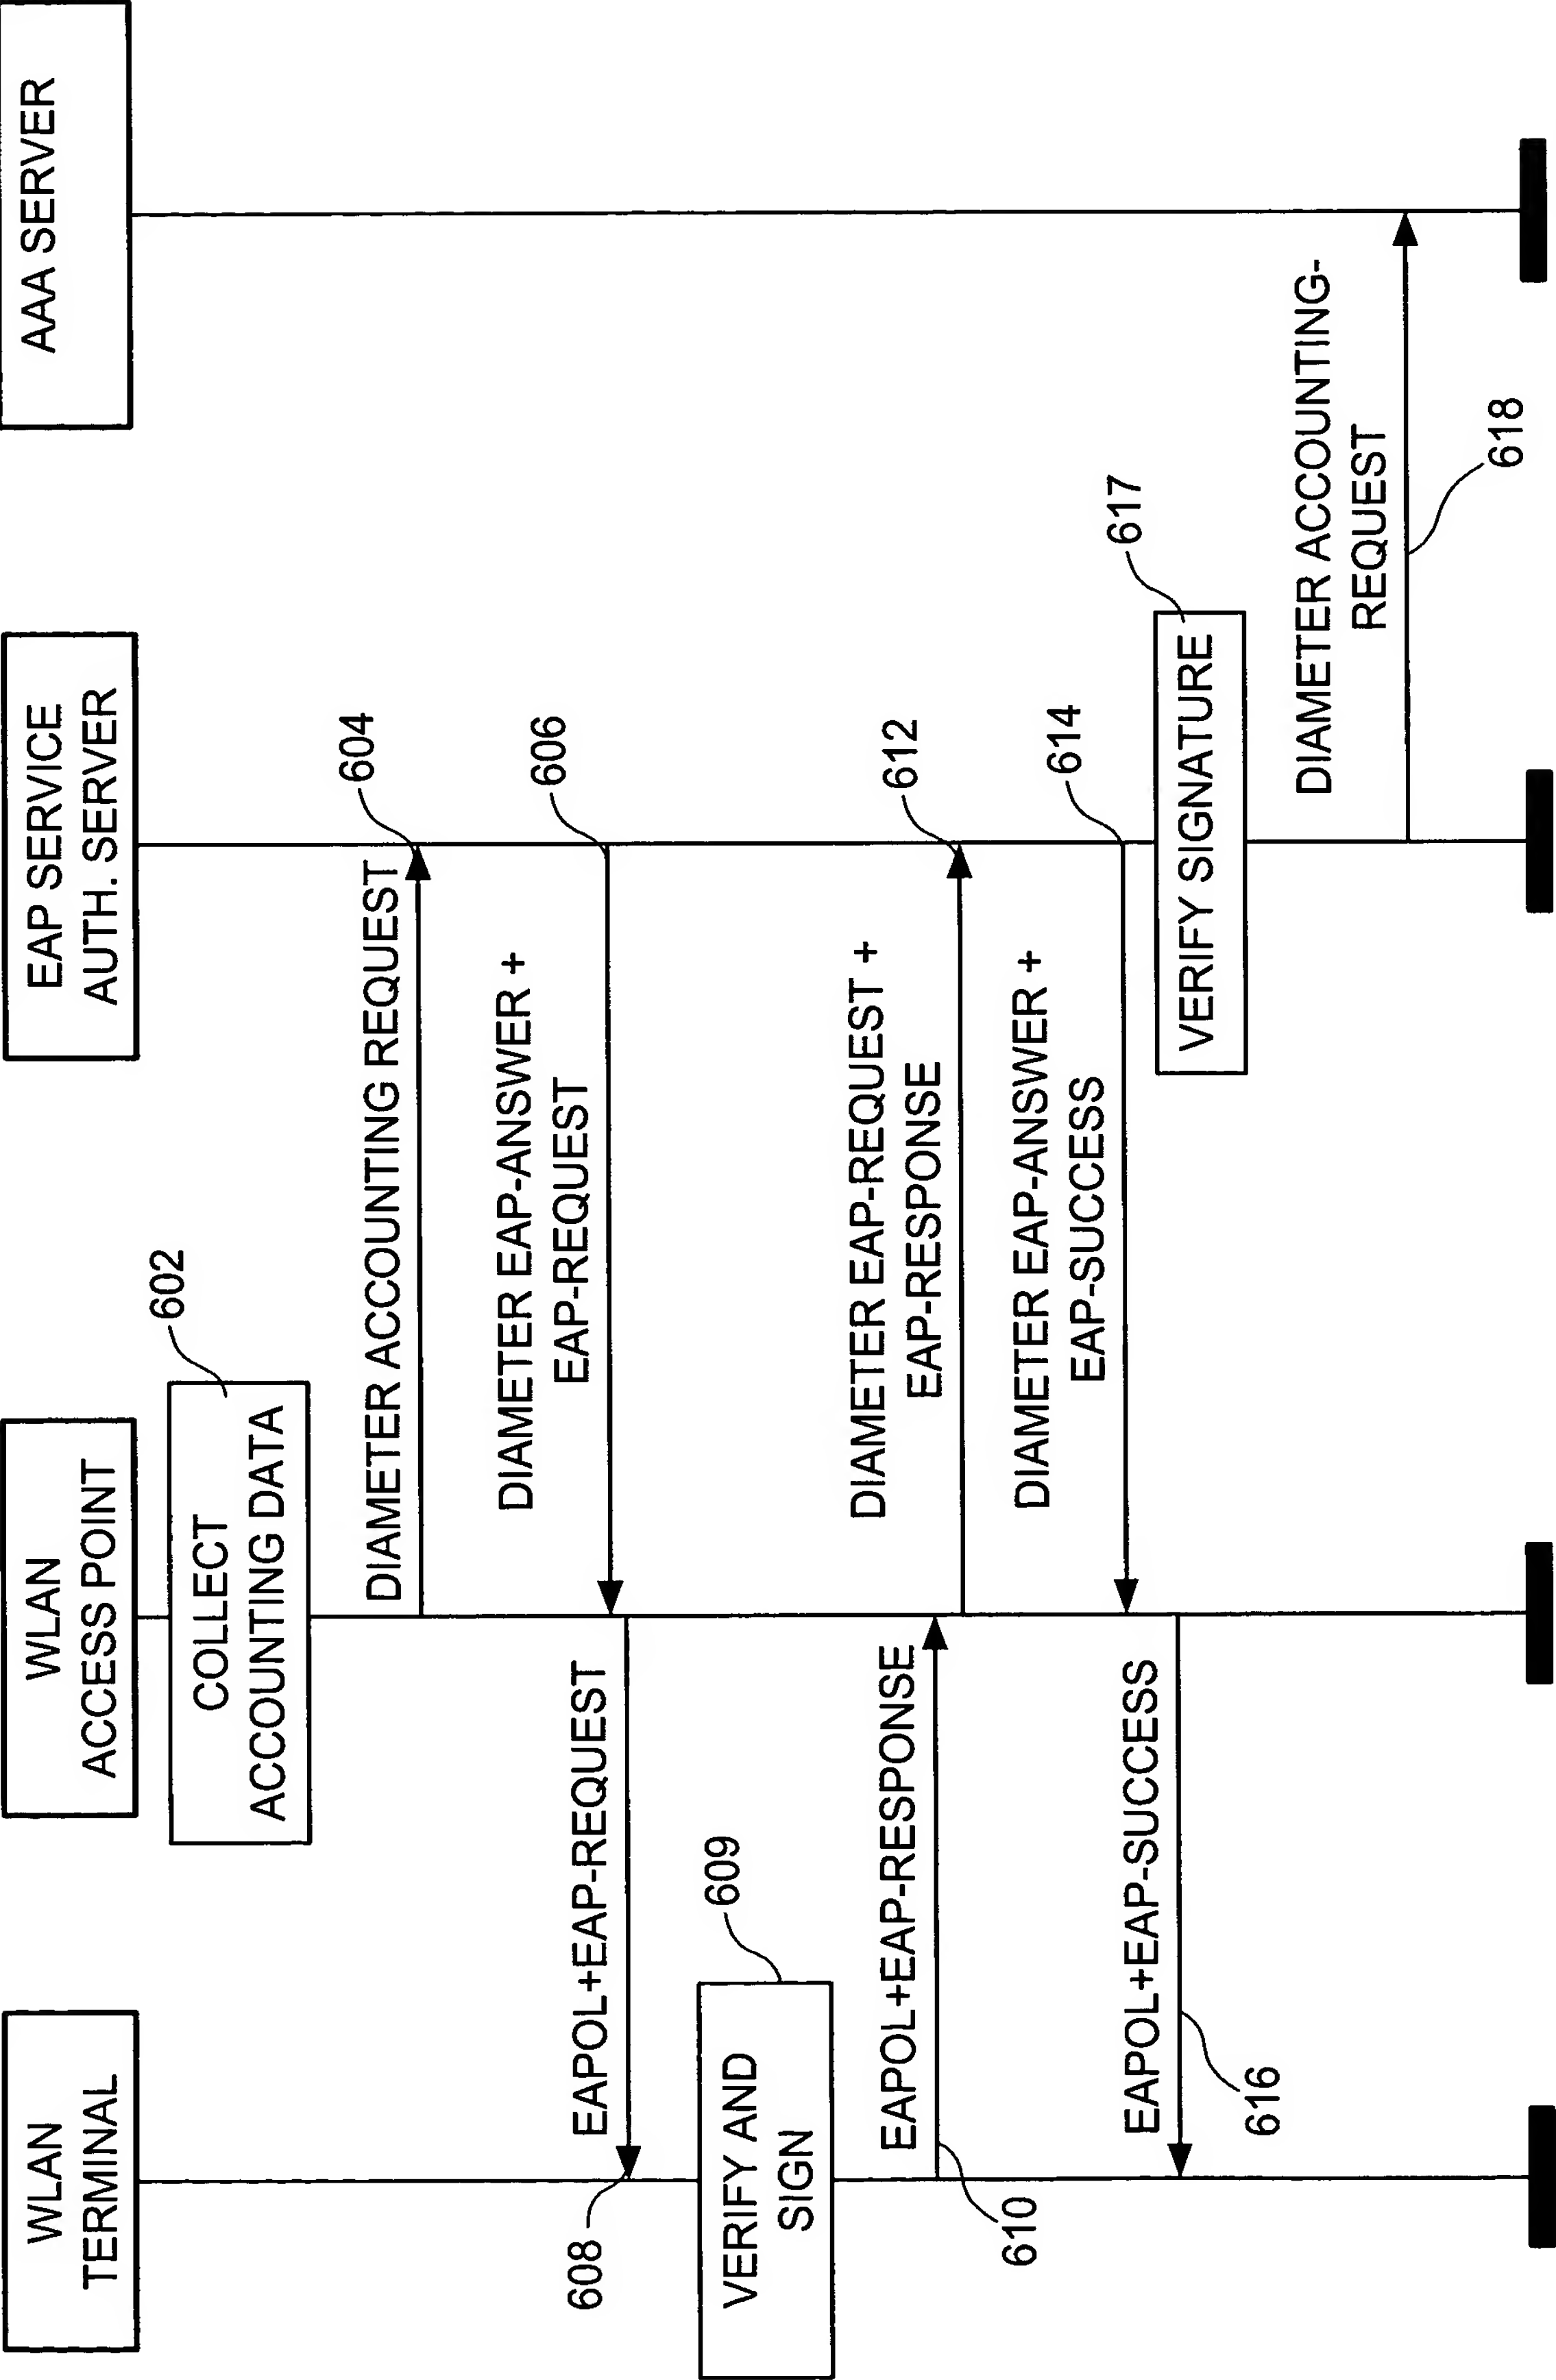 WLAN
TERMINAL
WLAN
ACCESS POINT
EAP SERVICE
AUTH. SERVER
AAA SERVER
COLLECT
ACCOUNTING DATA
602
DIAMETER ACCOUNTING REQUEST
604
DIAMETER EAP-ANSWER +
EAP-REQUEST
606
EAPOL+EAP-REQUEST
608
VERIFY AND
SIGN
609
EAPOL+EAP-RESPONSE
610
DIAMETER EAP-REQUEST +
EAP-RESPONSE
612
DIAMETER EAP-ANSWER +
EAP-SUCCESS
614
EAPOL+EAP-SUCCESS
616
VERIFY SIGNATURE
617
DIAMETER ACCOUNTING-
REQUEST
618